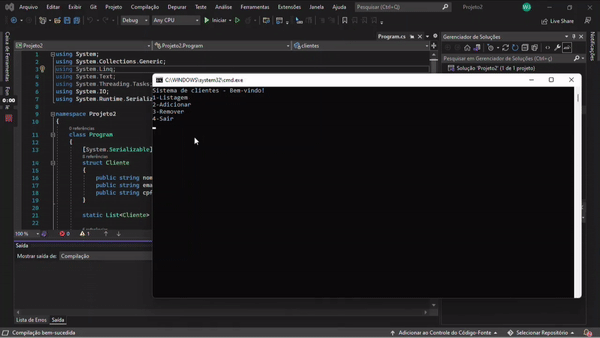 Arquivo Editar Exibir Git Projeto Compilação Depurar Teste Analisar Ferramentas Extensões Janela Ajuda Pesquisar (Ctrl+Q) Projeto2 WJ
Debug Any CPU Iniciar Live Share
Caixa de Ferramentas
Program.cs
Projeto2 Projeto2.Program clientes
1 using System;
2 using System.Collections.Generic;
3 using System.Linq;
4 using System.Text;
5 using System.Threading.Tasks;
6 using System.IO;
7 using System.Runtime.Serializa
8
9 namespace Projeto2
10 {
0 referências
11 class Program
12 {
13 [System.Serializable]
3 referências
14 struct Cliente
15 {
16 public string nom
17 public string ema
18 public string cpf
19 }
20
21 static List<Cliente>
22
0:00
Gerenciador de Soluções
Pesquisar em Gerenciador de Soluções (Ctrl+
Solução 'Projeto2' (1 de 1 projeto)
Notificações
C:\WINDOWS\system32\cmd.exe
Sistema de clientes - Bem-vindo!
1-Listagem
2-Adicionar
3-Remover
4-Sair
100 % 0 1
Saída
Mostrar saída de: Compilação
Lista de Erros Saída
Compilação bem-sucedida Adicionar ao Controle do Código-Fonte Selecionar Repositório